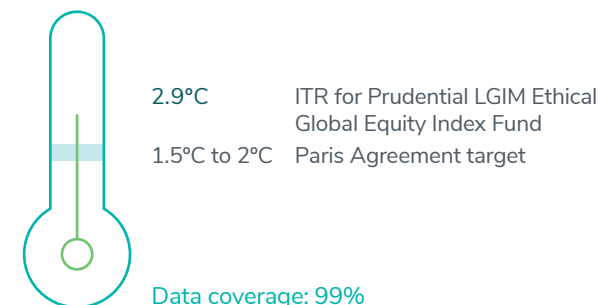 2.9°C ITR for Prudential LGIM Ethical
Global Equity Index Fund
1.5°C to 2°C Paris Agreement target
Data coverage: 99%